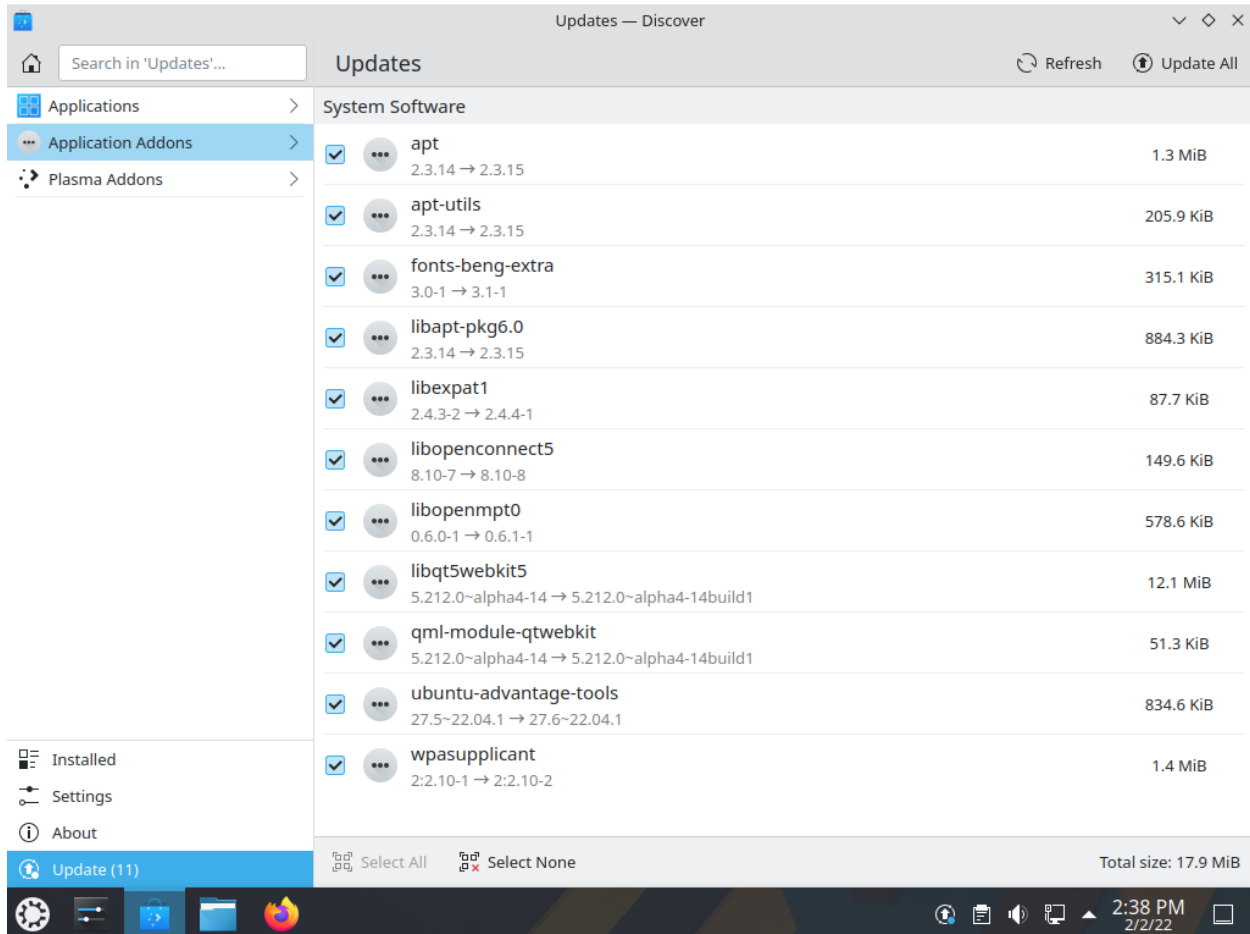 Updates — Discover
Search in 'Updates'...
Updates
Refresh
Update All
Applications
Application Addons
Plasma Addons
System Software
apt
2.3.14 → 2.3.15
1.3 MiB
apt-utils
2.3.14 → 2.3.15
205.9 KiB
fonts-beng-extra
3.0-1 → 3.1-1
315.1 KiB
libapt-pkg6.0
2.3.14 → 2.3.15
884.3 KiB
libexpat1
2.4.3-2 → 2.4.4-1
87.7 KiB
libopenconnect5
8.10-7 → 8.10-8
149.6 KiB
libopenmpt0
0.6.0-1 → 0.6.1-1
578.6 KiB
libqt5webkit5
5.212.0~alpha4-14 → 5.212.0~alpha4-14build1
12.1 MiB
qml-module-qtwebkit
5.212.0~alpha4-14 → 5.212.0~alpha4-14build1
51.3 KiB
ubuntu-advantage-tools
27.5~22.04.1 → 27.6~22.04.1
834.6 KiB
wpasupplicant
2:2.10-1 → 2:2.10-2
1.4 MiB
Installed
Settings
About
Update (11)
Select All
Select None
Total size: 17.9 MiB
2:38 PM
2/2/22